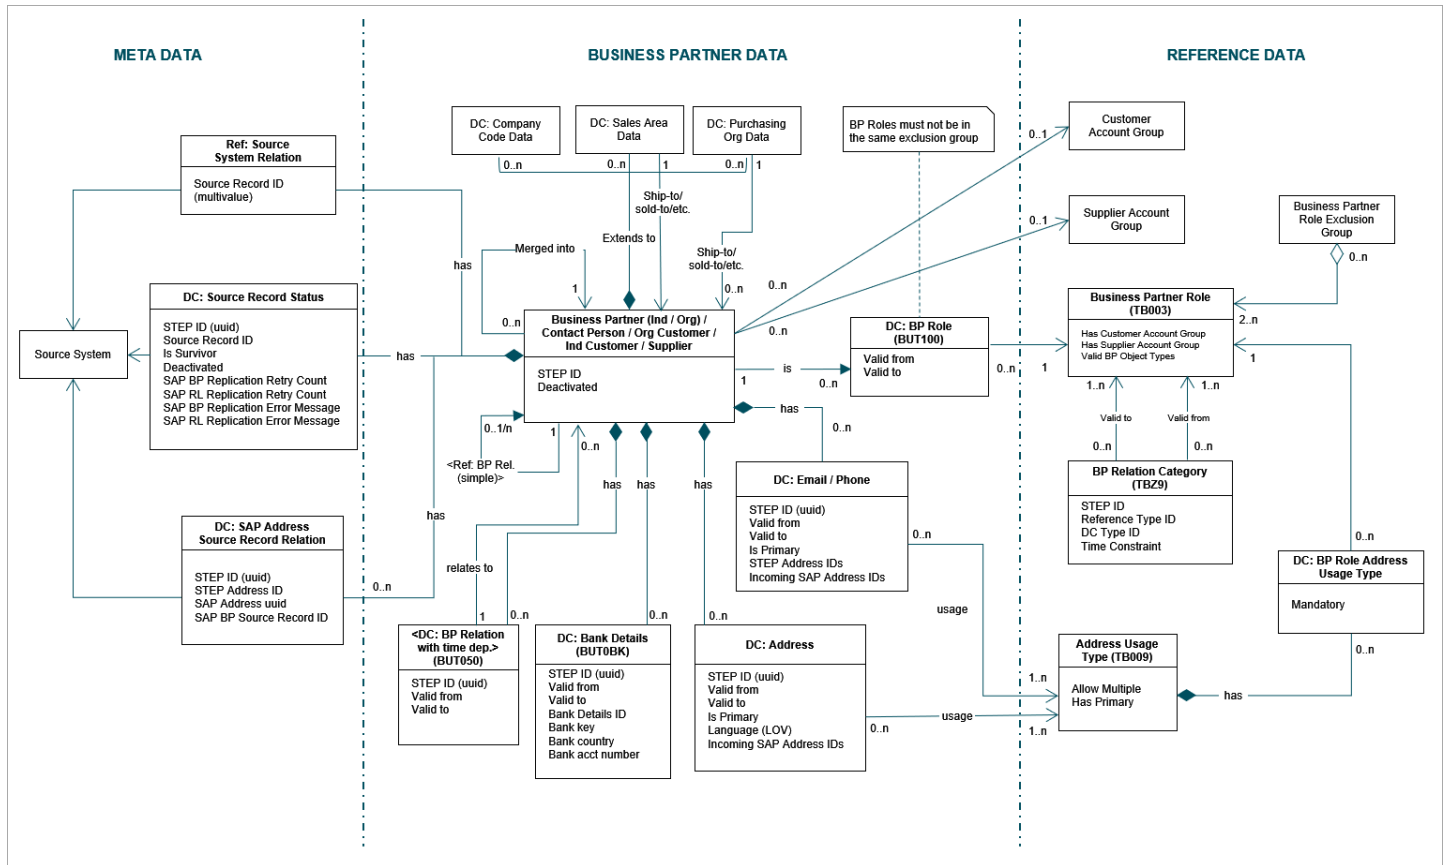 META DATA
BUSINESS PARTNER DATA
REFERENCE DATA
DC: Company
Code Data
0..n
DC: Sales Area
Data
0..n
1
DC: Purchasing
Org Data
0..n
1
BP Roles must not be in
the same exclusion group
Customer
Account Group
0..1
Supplier Account
Group
0..1
Business Partner
Role Exclusion
Group
0..n
Ref: Source
System Relation
Source Record ID
(multivalue)
has
Ship-to/
sold-to/etc.
Extends to
Merged into
1
0..n
Ship-to/
sold-to/etc.
0..n
0..n
0..n
DC: Source Record Status
STEP ID (uuid)
Source Record ID
Is Survivor
Deactivated
SAP BP Replication Retry Count
SAP RL Replication Retry Count
SAP BP Replication Error Message
SAP RL Replication Error Message
Source System
has
Business Partner (Ind / Org) /
Contact Person / Org Customer /
Ind Customer / Supplier
STEP ID
Deactivated
is
1
0..n
DC: BP Role
(BUT100)
Valid from
Valid to
0..n
1
Business Partner Role
(TB003)
Has Customer Account Group
Has Supplier Account Group
Valid BP Object Types
2..n
1
1..n
1..n
Valid to
Valid from
0..n
0..n
BP Relation Category
(TBZ9)
STEP ID
Reference Type ID
DC Type ID
Time Constraint
has
0..n
0..1/n
1
0..n
<Ref: BP Rel.
(simple)>
has
has
has
has
DC: Email / Phone
STEP ID (uuid)
Valid from
Valid to
Is Primary
STEP Address IDs
Incoming SAP Address IDs
0..n
DC: SAP Address
Source Record Relation
STEP ID (uuid)
STEP Address ID
SAP Address uuid
SAP BP Source Record ID
0..n
relates to
1
0..n
0..n
0..n
<DC: BP Relation
with time dep.>
(BUT050)
STEP ID (uuid)
Valid from
Valid to
DC: Bank Details
(BUT0BK)
STEP ID (uuid)
Valid from
Valid to
Bank Details ID
Bank key
Bank country
Bank acct number
DC: Address
STEP ID (uuid)
Valid from
Valid to
Is Primary
Language (LOV)
Incoming SAP Address IDs
0..n
usage
usage
1..n
1..n
Address Usage
Type (TB009)
Allow Multiple
Has Primary
has
0..n
DC: BP Role Address
Usage Type
Mandatory
0..n